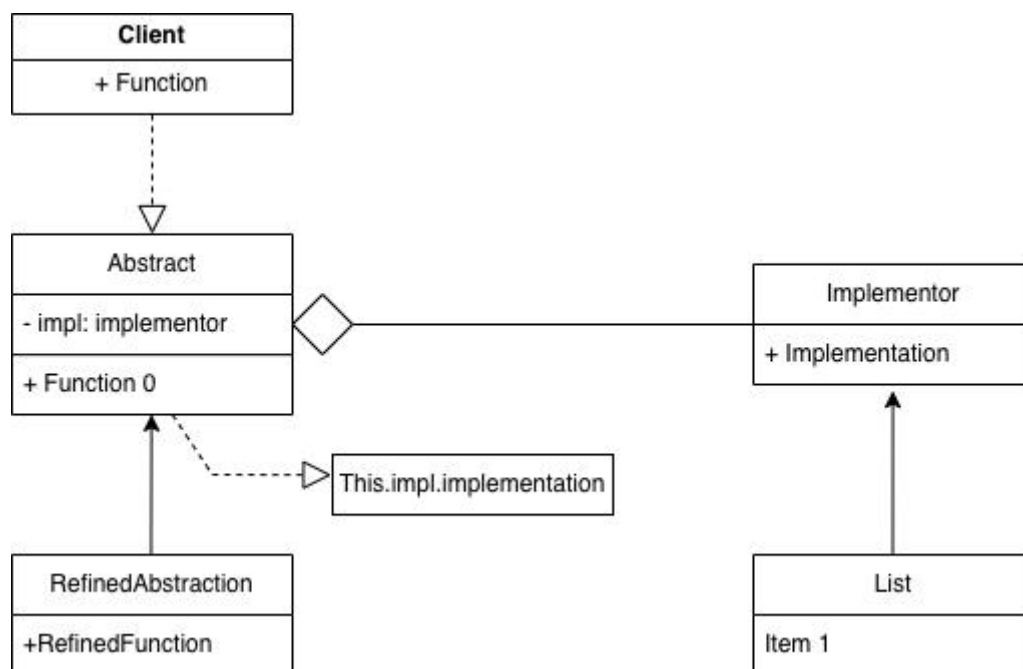 Client
+ Function
Abstract
- impl: implementor
+ Function 0
Implementor
+ Implementation
This.impl.implementation
RefinedAbstraction
+RefinedFunction
List
Item 1